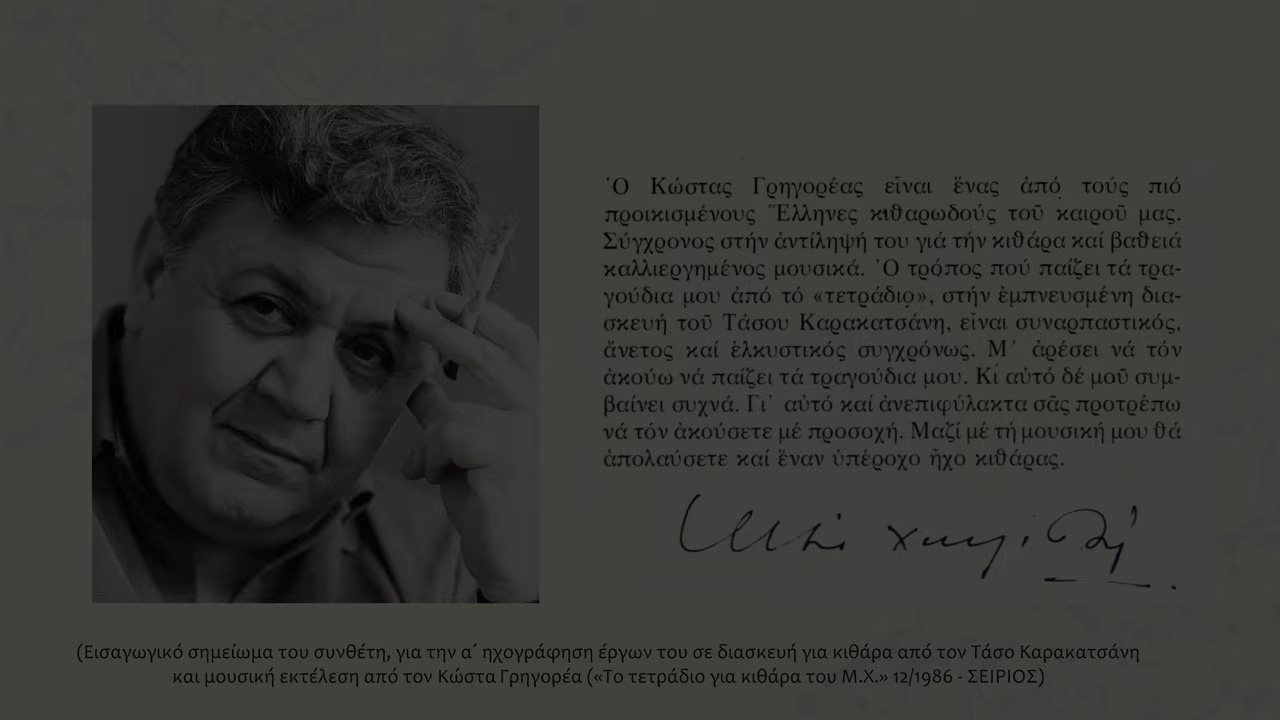 Ὁ Κώστας Γρηγορέας εἶναι ἕνας ἀπό τούς πιό
προικισμένους Ἕλληνες κιθαρωδούς τοῦ καιροῦ μας.
Σύγχρονος στήν ἀντίληψή του γιά τήν κιθάρα καί βαθειά
καλλιεργημένος μουσικά. Ὁ τρόπος πού παίζει τά τρα-
γούδια μου ἀπό τό «τετράδιο», στήν ἐμπνευσμένη δια-
σκευή τοῦ Τάσου Καρακατσάνη, εἶναι συναρπαστικός,
ἄνετος καί ἑλκυστικός συγχρόνως. Μ᾿ ἀρέσει νά τόν
ἀκούω νά παίζει τά τραγούδια μου. Κι αὐτό δέ μοῦ συμ-
βαίνει συχνά. Γι᾿ αὐτό καί ἀνεπιφύλακτα σᾶς προτρέπω
νά τόν ἀκούσετε μέ προσοχή. Μαζί μέ τή μουσική μου θά
ἀπολαύσετε καί ἕναν ὑπέροχο ἦχο κιθάρας.
(Εισαγωγικό σημείωμα του συνθέτη, για την α΄ ηχογράφηση έργων του σε διασκευή για κιθάρα από τον Τάσο Καρακατσάνη
και μουσική εκτέλεση από τον Κώστα Γρηγορέα («Το τετράδιο για κιθάρα του Μ.Χ.» 12/1986 - ΣΕΙΡΙΟΣ)